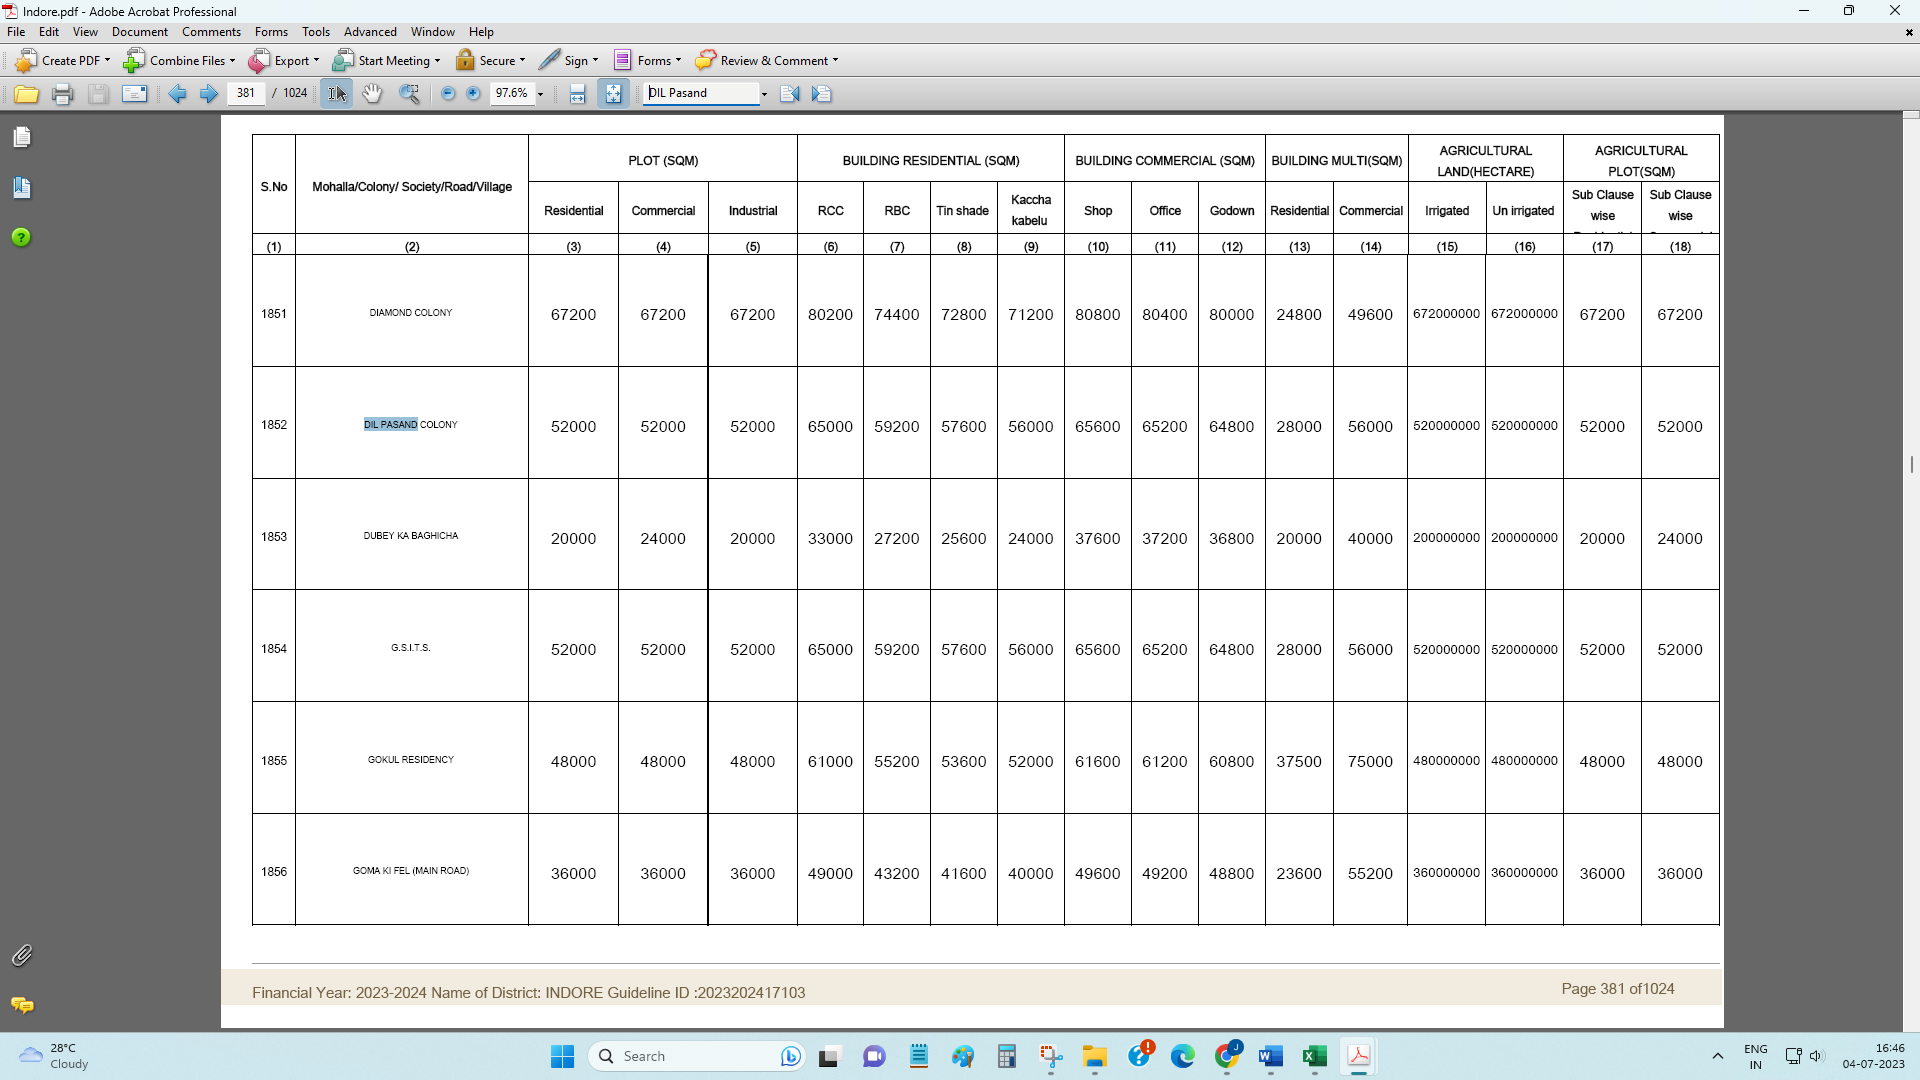 Indore.pdf - Adobe Acrobat Professional
File Edit View Document Comments Forms Tools Advanced Window Help
Create PDF Combine Files Export Start Meeting Secure Sign Forms Review & Comment
381 / 1024 97.6% DIL Pasand
S.No Mohalla/Colony/ Society/Road/Village PLOT (SQM) BUILDING RESIDENTIAL (SQM) BUILDING COMMERCIAL (SQM) BUILDING MULTI(SQM) AGRICULTURAL LAND(HECTARE) AGRICULTURAL PLOT(SQM)
Residential Commercial Industrial RCC RBC Tin shade Kaccha kabelu Shop Office Godown Residential Commercial Irrigated Un irrigated Sub Clause wise Sub Clause wise
(1) (2) (3) (4) (5) (6) (7) (8) (9) (10) (11) (12) (13) (14) (15) (16) (17) (18)
1851 DIAMOND COLONY 67200 67200 67200 80200 74400 72800 71200 80800 80400 80000 24800 49600 672000000 672000000 67200 67200
1852 DIL PASAND COLONY 52000 52000 52000 65000 59200 57600 56000 65600 65200 64800 28000 56000 520000000 520000000 52000 52000
1853 DUBEY KA BAGHICHA 20000 24000 20000 33000 27200 25600 24000 37600 37200 36800 20000 40000 200000000 200000000 20000 24000
1854 G.S.I.T.S. 52000 52000 52000 65000 59200 57600 56000 65600 65200 64800 28000 56000 520000000 520000000 52000 52000
1855 GOKUL RESIDENCY 48000 48000 48000 61000 55200 53600 52000 61600 61200 60800 37500 75000 480000000 480000000 48000 48000
1856 GOMA KI FEL (MAIN ROAD) 36000 36000 36000 49000 43200 41600 40000 49600 49200 48800 23600 55200 360000000 360000000 36000 36000
Financial Year: 2023-2024 Name of District: INDORE Guideline ID :2023202417103
Page 381 of1024
28°C
Cloudy
Search
ENG
IN
16:46
04-07-2023